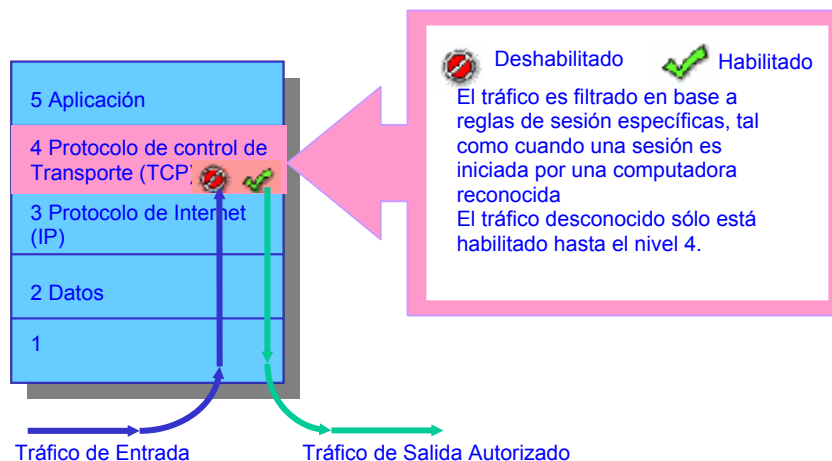 Deshabilitado
Habilitado
El tráfico es filtrado en base a
reglas de sesión específicas, tal
como cuando una sesión es
iniciada por una computadora
reconocida
El tráfico desconocido sólo está
habilitado hasta el nivel 4.
5 Aplicación
4 Protocolo de control de
Transporte (TCP)
3 Protocolo de Internet
(IP)
2 Datos
1
Tráfico de Entrada
Tráfico de Salida Autorizado